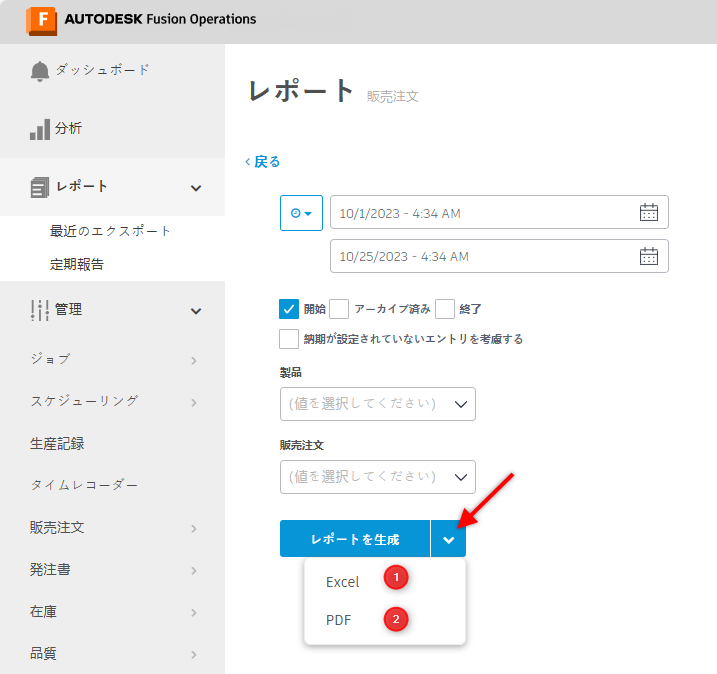 F AUTODESK Fusion Operations
ダッシュボード
分析
レポート
最近のエクスポート
定期報告
管理
ジョブ
スケジューリング
生産記録
タイムレコーダー
販売注文
発注書
在庫
品質
レポート 販売注文
戻る
10/1/2023 - 4:34 AM
10/25/2023 - 4:34 AM
開始 アーカイブ済み 終了
納期が設定されていないエントリを考慮する
製品
(値を選択してください)
販売注文
(値を選択してください)
レポートを生成
Excel 1
PDF 2